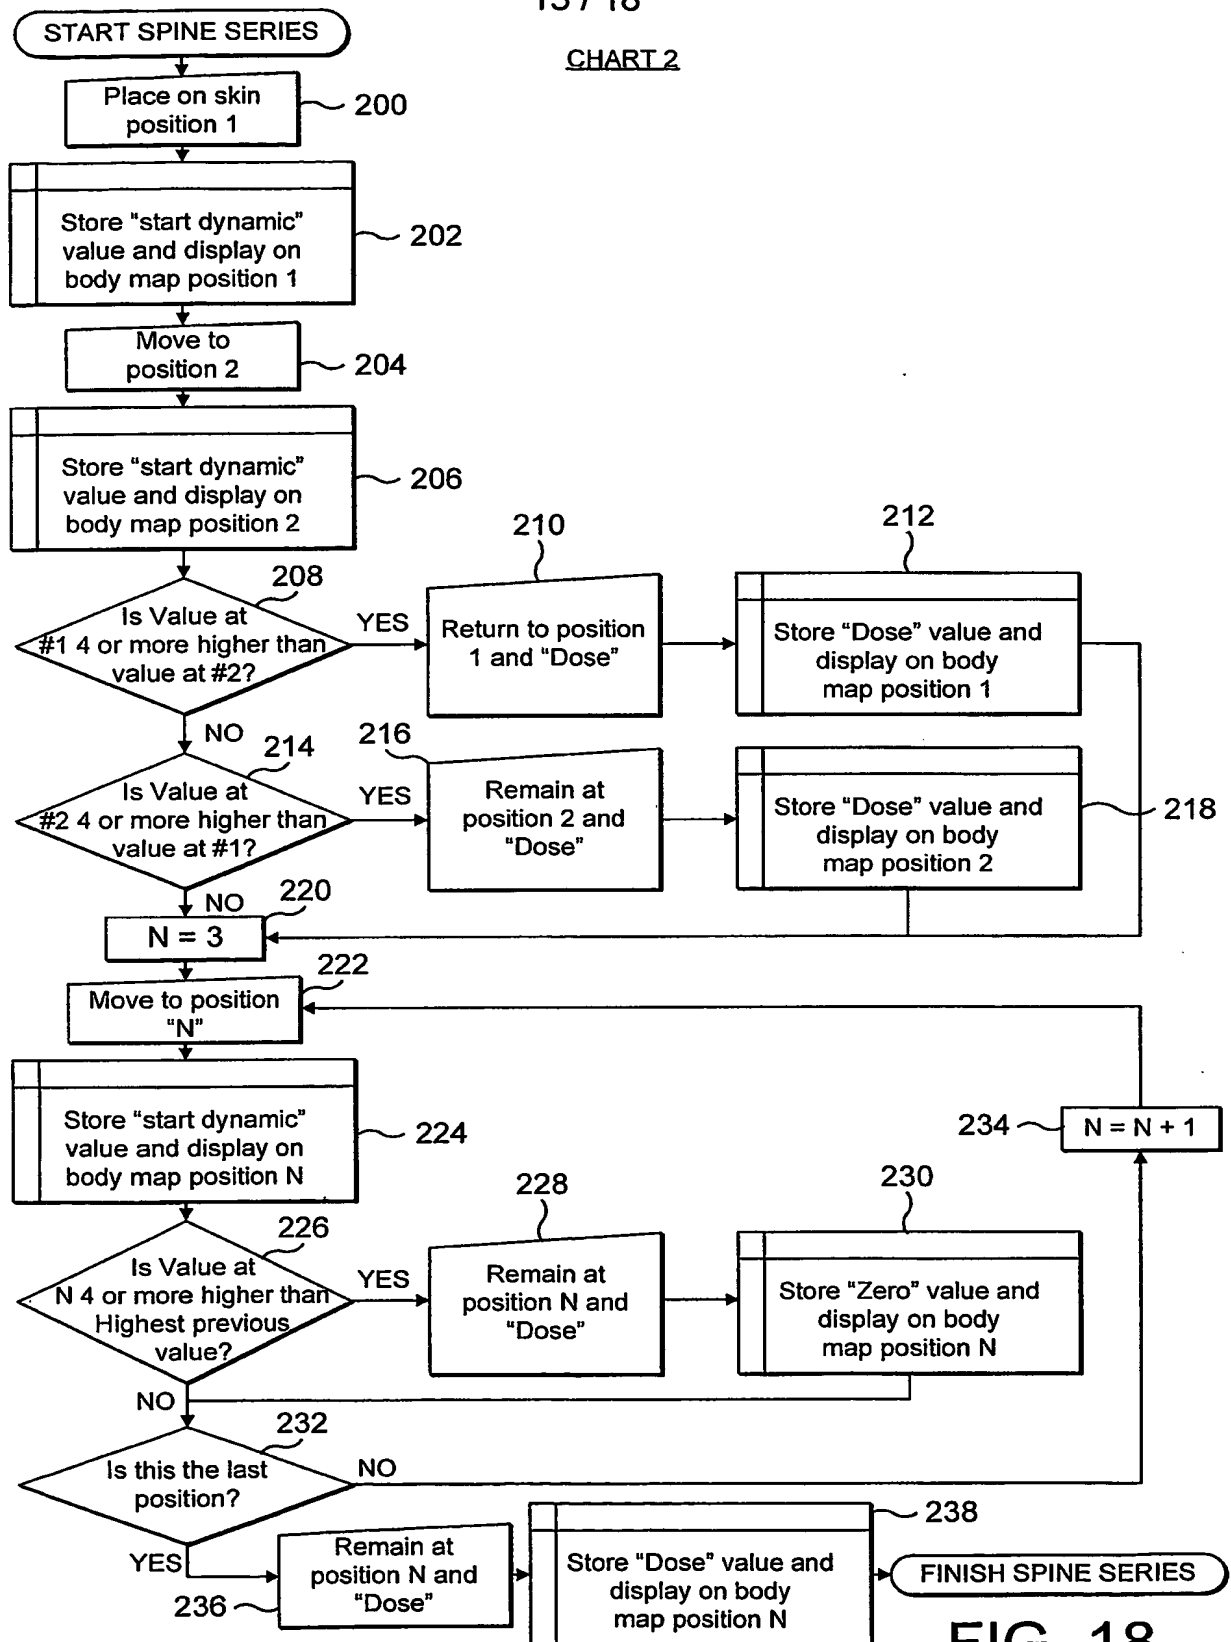 13 / 18
START SPINE SERIES
CHART 2
Place on skin
position 1
200
Store “start dynamic”
value and display on
body map position 1
202
Move to
position 2
204
Store “start dynamic”
value and display on
body map position 2
206
208
Is Value at
#1 4 or more higher than
value at #2?
YES
210
Return to position
1 and “Dose”
212
Store “Dose” value and
display on body
map position 1
NO
214
Is Value at
#2 4 or more higher than
value at #1?
YES
216
Remain at
position 2 and
“Dose”
Store “Dose” value and
display on body
map position 2
218
NO
220
N = 3
222
Move to position
“N”
Store “start dynamic”
value and display on
body map position N
224
234
N = N + 1
226
Is Value at
N 4 or more higher than
Highest previous
value?
YES
228
Remain at
position N and
“Dose”
230
Store “Zero” value and
display on body
map position N
NO
232
Is this the last
position?
NO
YES
236
Remain at
position N and
“Dose”
238
Store “Dose” value and
display on body
map position N
FINISH SPINE SERIES
FIG. 18